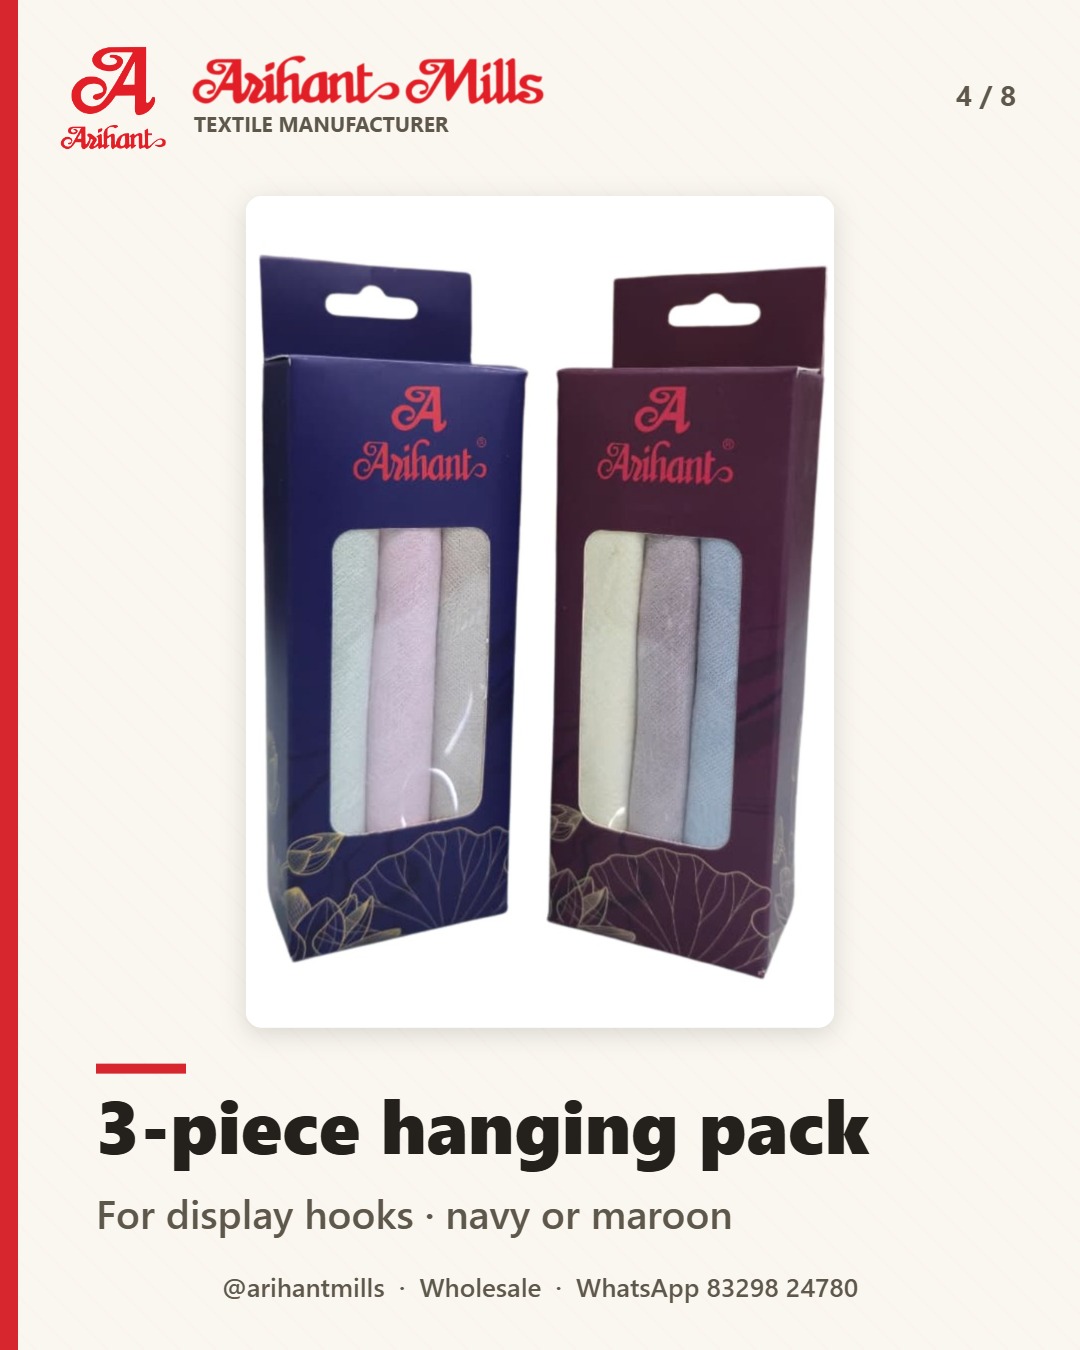 A
Arihant
Arihant Mills
TEXTILE MANUFACTURER
4 / 8
A
Arihant®
A
Arihant®
3-piece hanging pack
For display hooks · navy or maroon
@arihantmills · Wholesale · WhatsApp 83298 24780